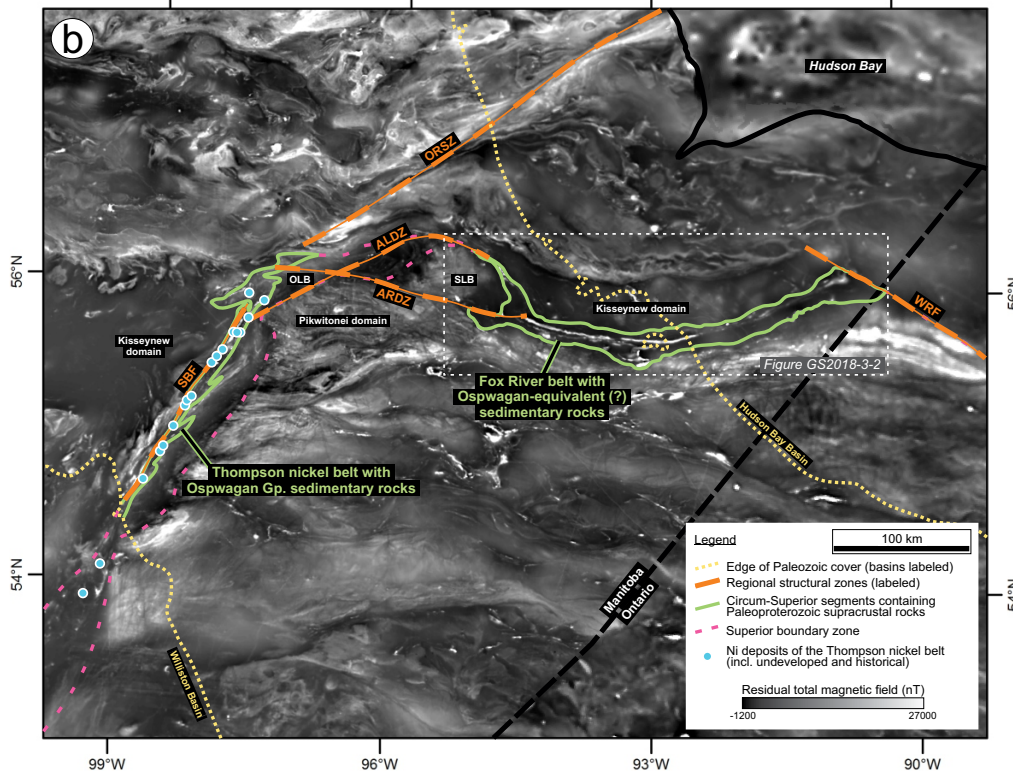 b
Hudson Bay
ORSZ
ALDZ
56°N
OLB
SLB
ARDZ
Kisseynew domain
56°N
Pikwitonei domain
WRF
Kisseynew
domain
Figure GS2018-3-2
SBF
Fox River belt with
Ospwagan-equivalent (?)
sedimentary rocks
Hudson Bay Basin
Thompson nickel belt with
Ospwagan Gp. sedimentary rocks
54°N
Manitoba
Ontario
54°N
Williston Basin
Legend
100 km
Edge of Paleozoic cover (basins labeled)
Regional structural zones (labeled)
Circum-Superior segments containing
Paleoproterozoic supracrustal rocks
Superior boundary zone
Ni deposits of the Thompson nickel belt
(incl. undeveloped and historical)
Residual total magnetic field (nT)
-1200 27000
99°W 96°W 93°W 90°W